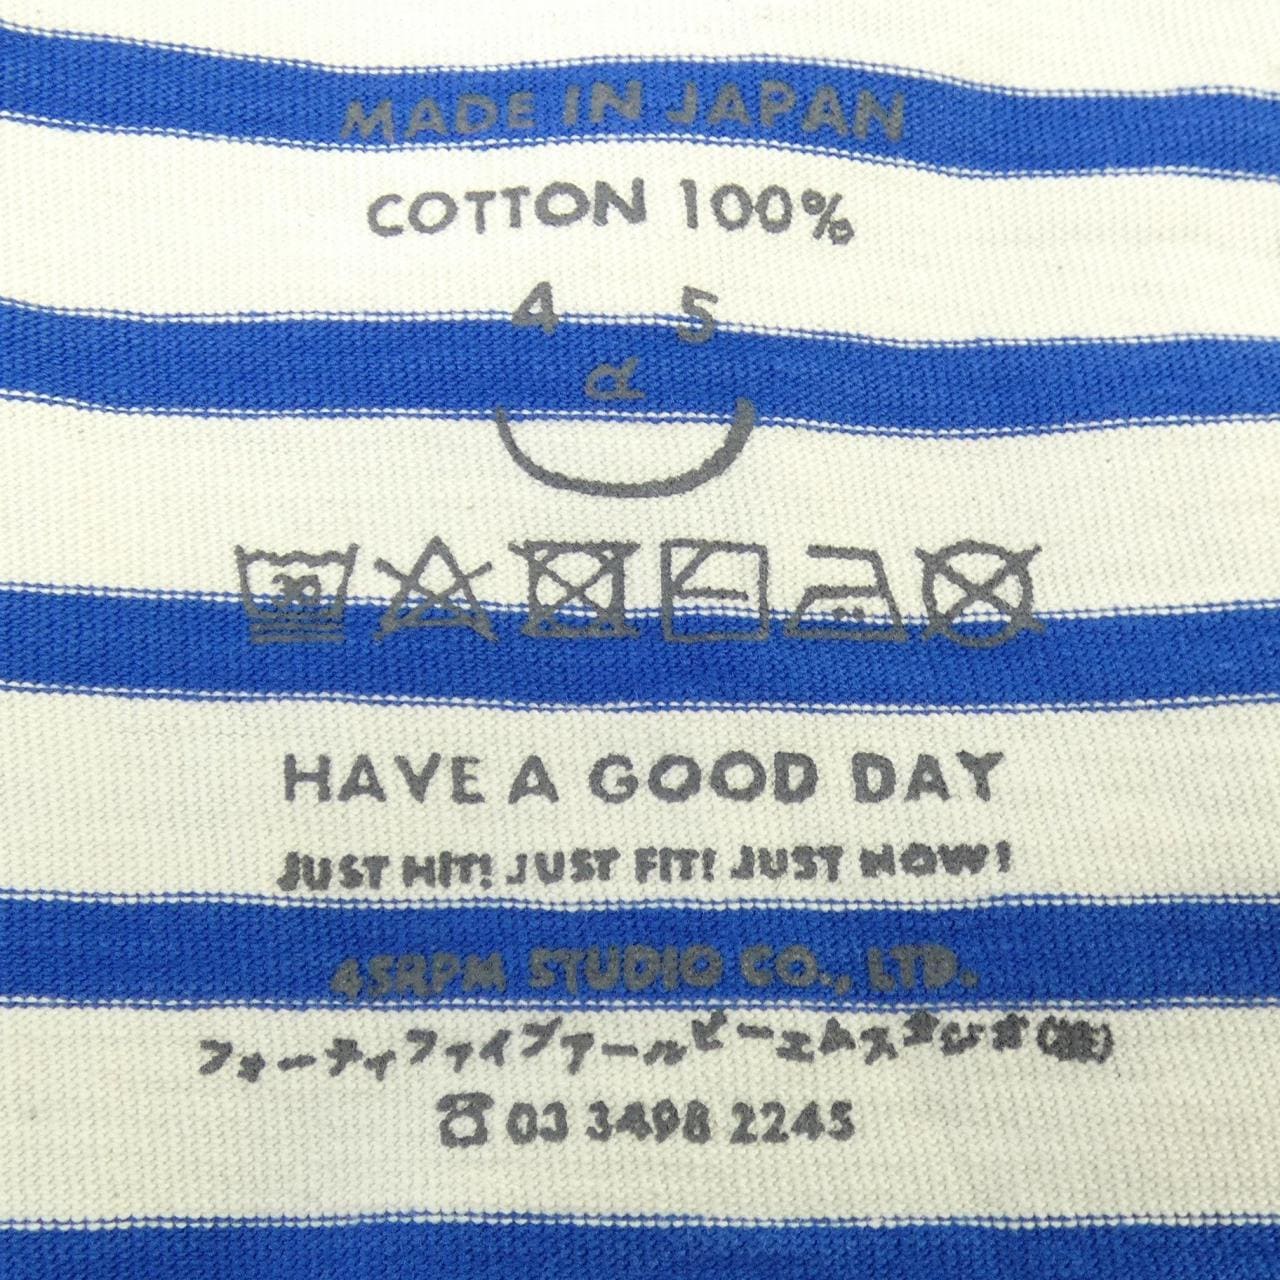 MADE IN JAPAN
COTTON 100%
4 5
R
30
HAVE A GOOD DAY
JUST HIT! JUST FIT! JUST NOW!
45RPM STUDIO CO., LTD.
フォーティファイブアールピーエムスタジオ(株)
☎03 3498 2245